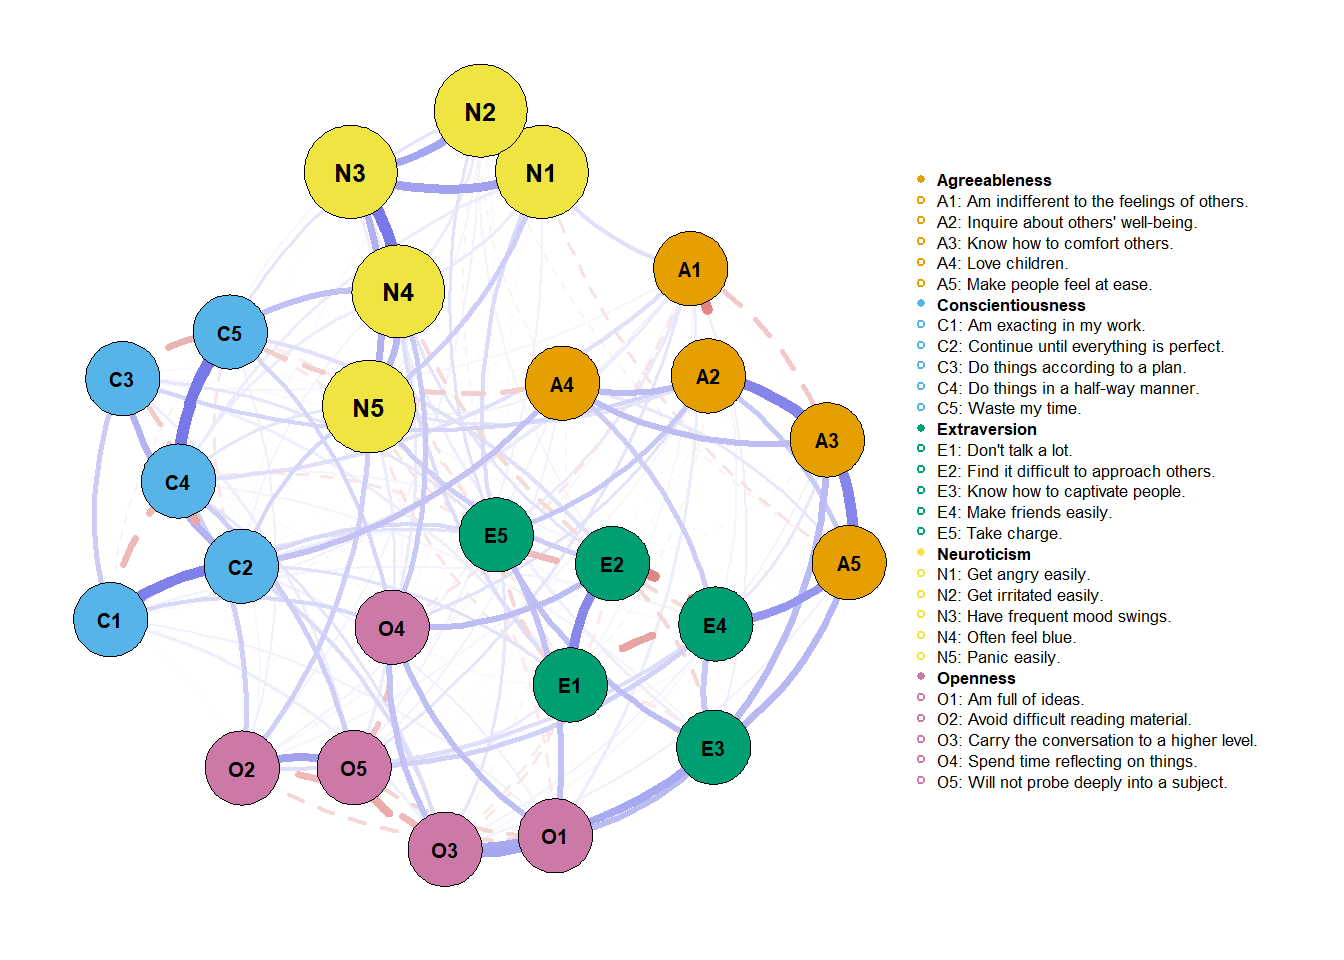 N2
N3
N1
A1
N4
C5
C3
A4
A2
N5
A3
C4
E5
E2
A5
C2
C1
O4
E4
E1
E3
O2
O5
O3
O1
Agreeableness
A1: Am indifferent to the feelings of others.
A2: Inquire about others' well-being.
A3: Know how to comfort others.
A4: Love children.
A5: Make people feel at ease.
Conscientiousness
C1: Am exacting in my work.
C2: Continue until everything is perfect.
C3: Do things according to a plan.
C4: Do things in a half-way manner.
C5: Waste my time.
Extraversion
E1: Don't talk a lot.
E2: Find it difficult to approach others.
E3: Know how to captivate people.
E4: Make friends easily.
E5: Take charge.
Neuroticism
N1: Get angry easily.
N2: Get irritated easily.
N3: Have frequent mood swings.
N4: Often feel blue.
N5: Panic easily.
Openness
O1: Am full of ideas.
O2: Avoid difficult reading material.
O3: Carry the conversation to a higher level.
O4: Spend time reflecting on things.
O5: Will not probe deeply into a subject.